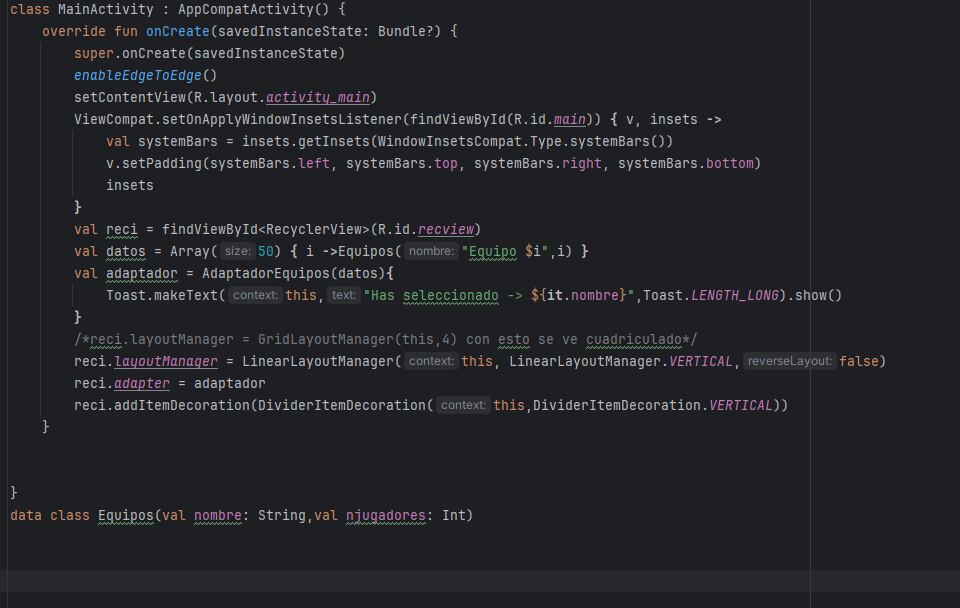 class MainActivity : AppCompatActivity() {
override fun onCreate(savedInstanceState: Bundle?) {
super.onCreate(savedInstanceState)
enableEdgeToEdge()
setContentView(R.layout.activity_main)
ViewCompat.setOnApplyWindowInsetsListener(findViewById(R.id.main)) { v, insets ->
val systemBars = insets.getInsets(WindowInsetsCompat.Type.systemBars())
v.setPadding(systemBars.left, systemBars.top, systemBars.right, systemBars.bottom)
insets
}
val reci = findViewById<RecyclerView>(R.id.recview)
val datos = Array( size: 50) { i ->Equipos( nombre: "Equipo $i",i) }
val adaptador = AdaptadorEquipos(datos){
Toast.makeText( context: this, text: "Has seleccionado -> ${it.nombre}",Toast.LENGTH_LONG).show()
}
/*reci.layoutManager = GridLayoutManager(this,4) con esto se ve cuadriculado*/
reci.layoutManager = LinearLayoutManager( context: this, LinearLayoutManager.VERTICAL, reverseLayout: false)
reci.adapter = adaptador
reci.addItemDecoration(DividerItemDecoration( context: this,DividerItemDecoration.VERTICAL))
}
}
data class Equipos(val nombre: String,val njugadores: Int)